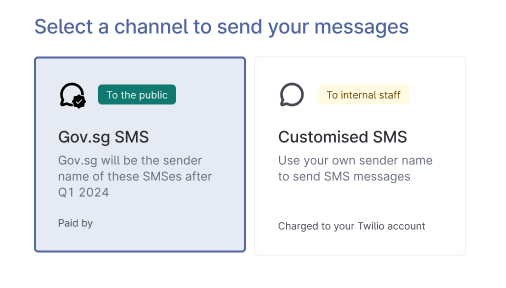 Select a channel to send your messages
To the public
Gov.sg SMS
Gov.sg will be the sender
name of these SMSes after
Q1 2024
Paid by
To internal staff
Customised SMS
Use your own sender name
to send SMS messages
Charged to your Twilio account